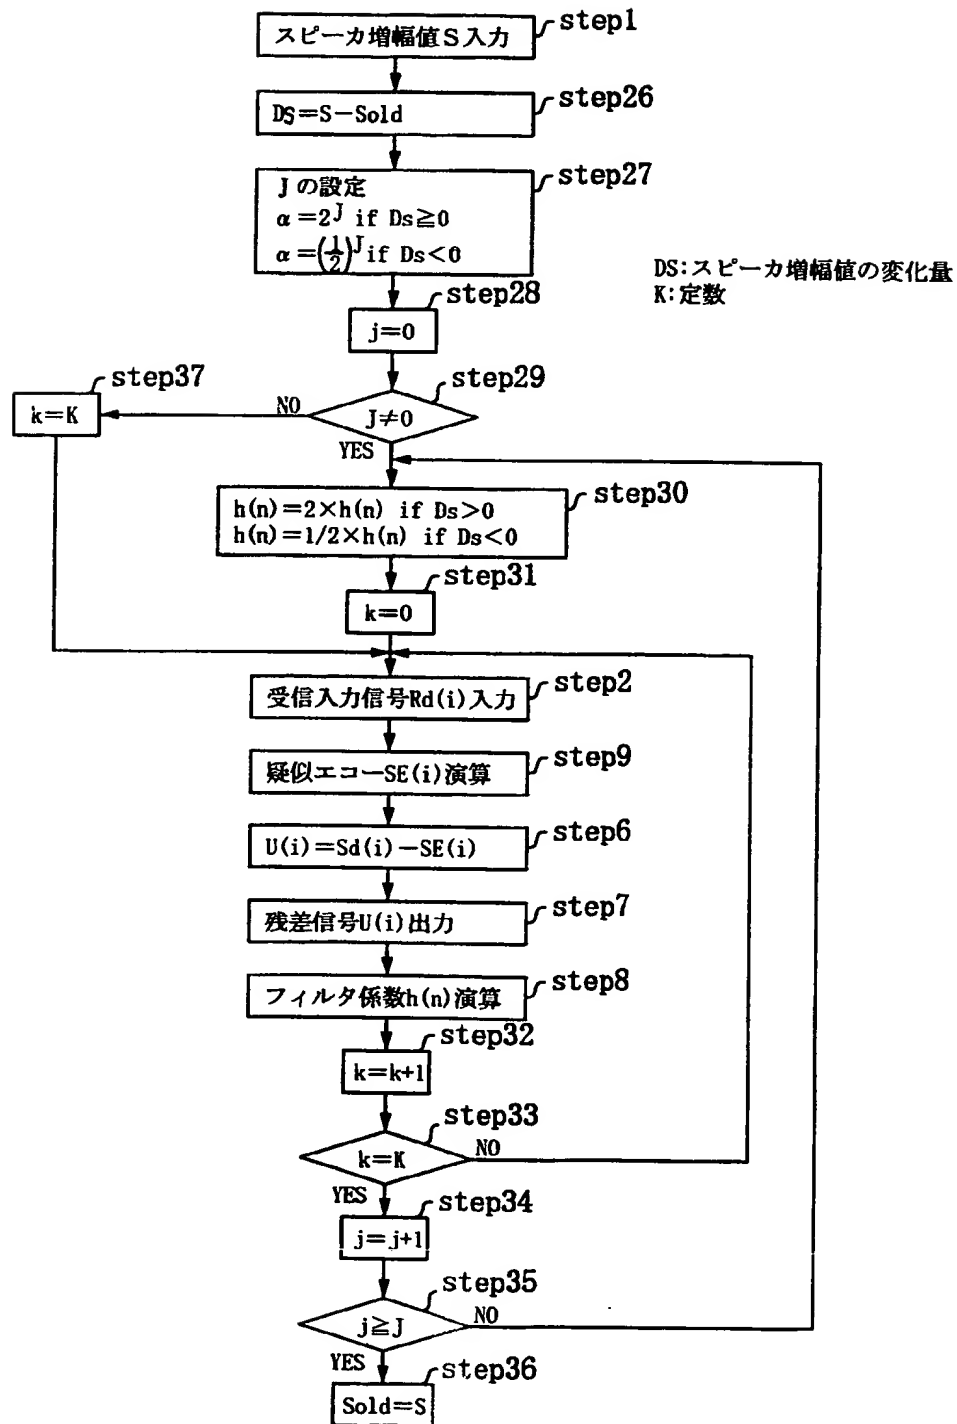 スピーカ増幅値S入力
step1
DS=S−Sold
step26
Jの設定
α=2^J if Ds≧0
α=(1/2)^J if Ds<0
step27
DS:スピーカ増幅値の変化量
K:定数
j=0
step28
J≠0
step29
NO
YES
k=K
step37
h(n)=2×h(n) if Ds>0
h(n)=1/2×h(n) if Ds<0
step30
k=0
step31
受信入力信号Rd(i)入力
step2
疑似エコーSE(i)演算
step9
U(i)=Sd(i)−SE(i)
step6
残差信号U(i)出力
step7
フィルタ係数h(n)演算
step8
k=k+1
step32
k=K
step33
NO
YES
j=j+1
step34
j≧J
step35
NO
YES
Sold=S
step36